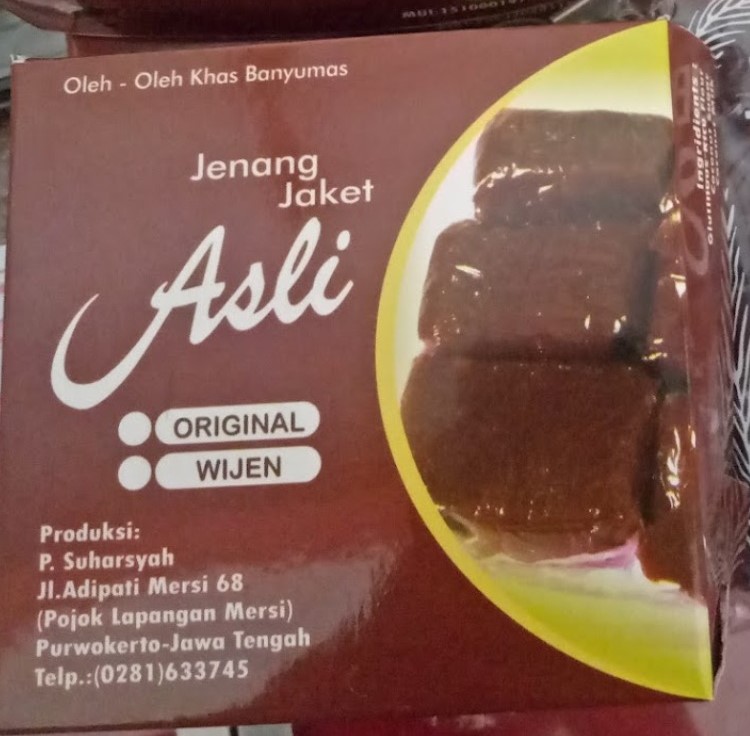 Oleh - Oleh Khas Banyumas
Jenang
Jaket
Asli
ORIGINAL
WIJEN
Produksi:
P. Suharsyah
Jl.Adipati Mersi 68
(Pojok Lapangan Mersi)
Purwokerto-Jawa Tengah
Telp.:(0281)633745
Ingridients :